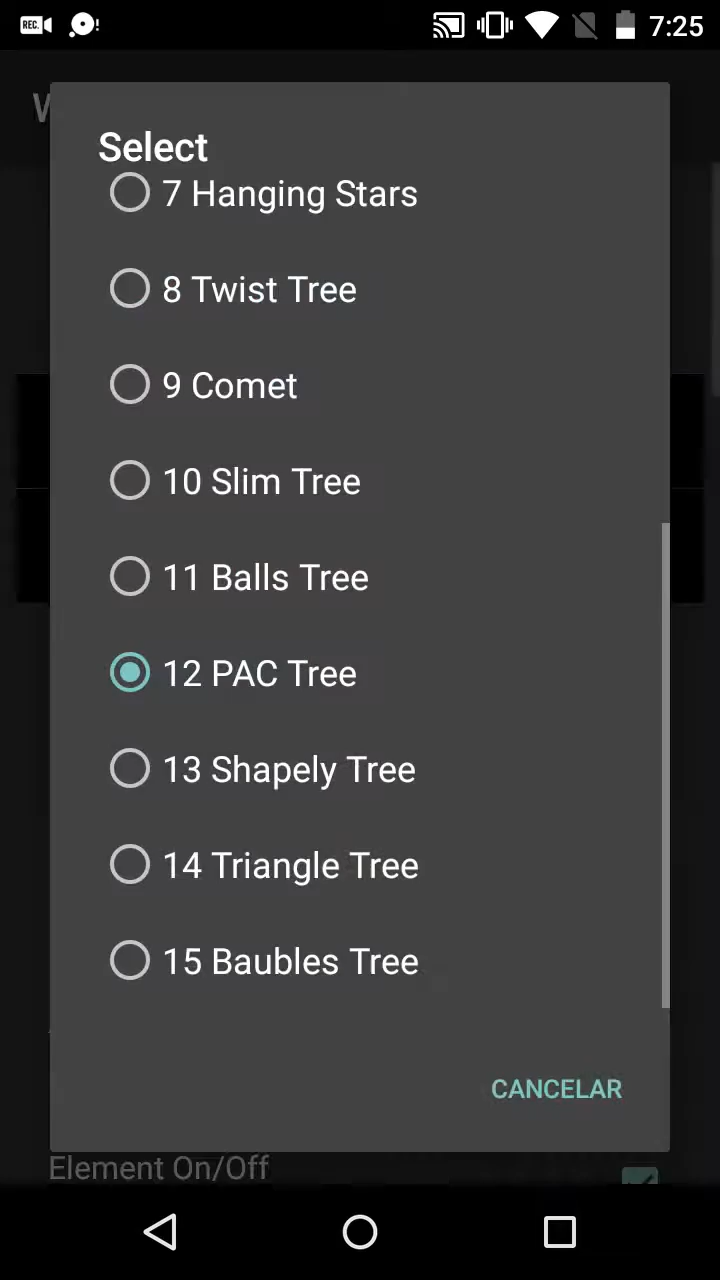 REC.
7:25
W
Select
7 Hanging Stars
8 Twist Tree
9 Comet
10 Slim Tree
11 Balls Tree
12 PAC Tree
13 Shapely Tree
14 Triangle Tree
15 Baubles Tree
CANCELAR
Element On/Off